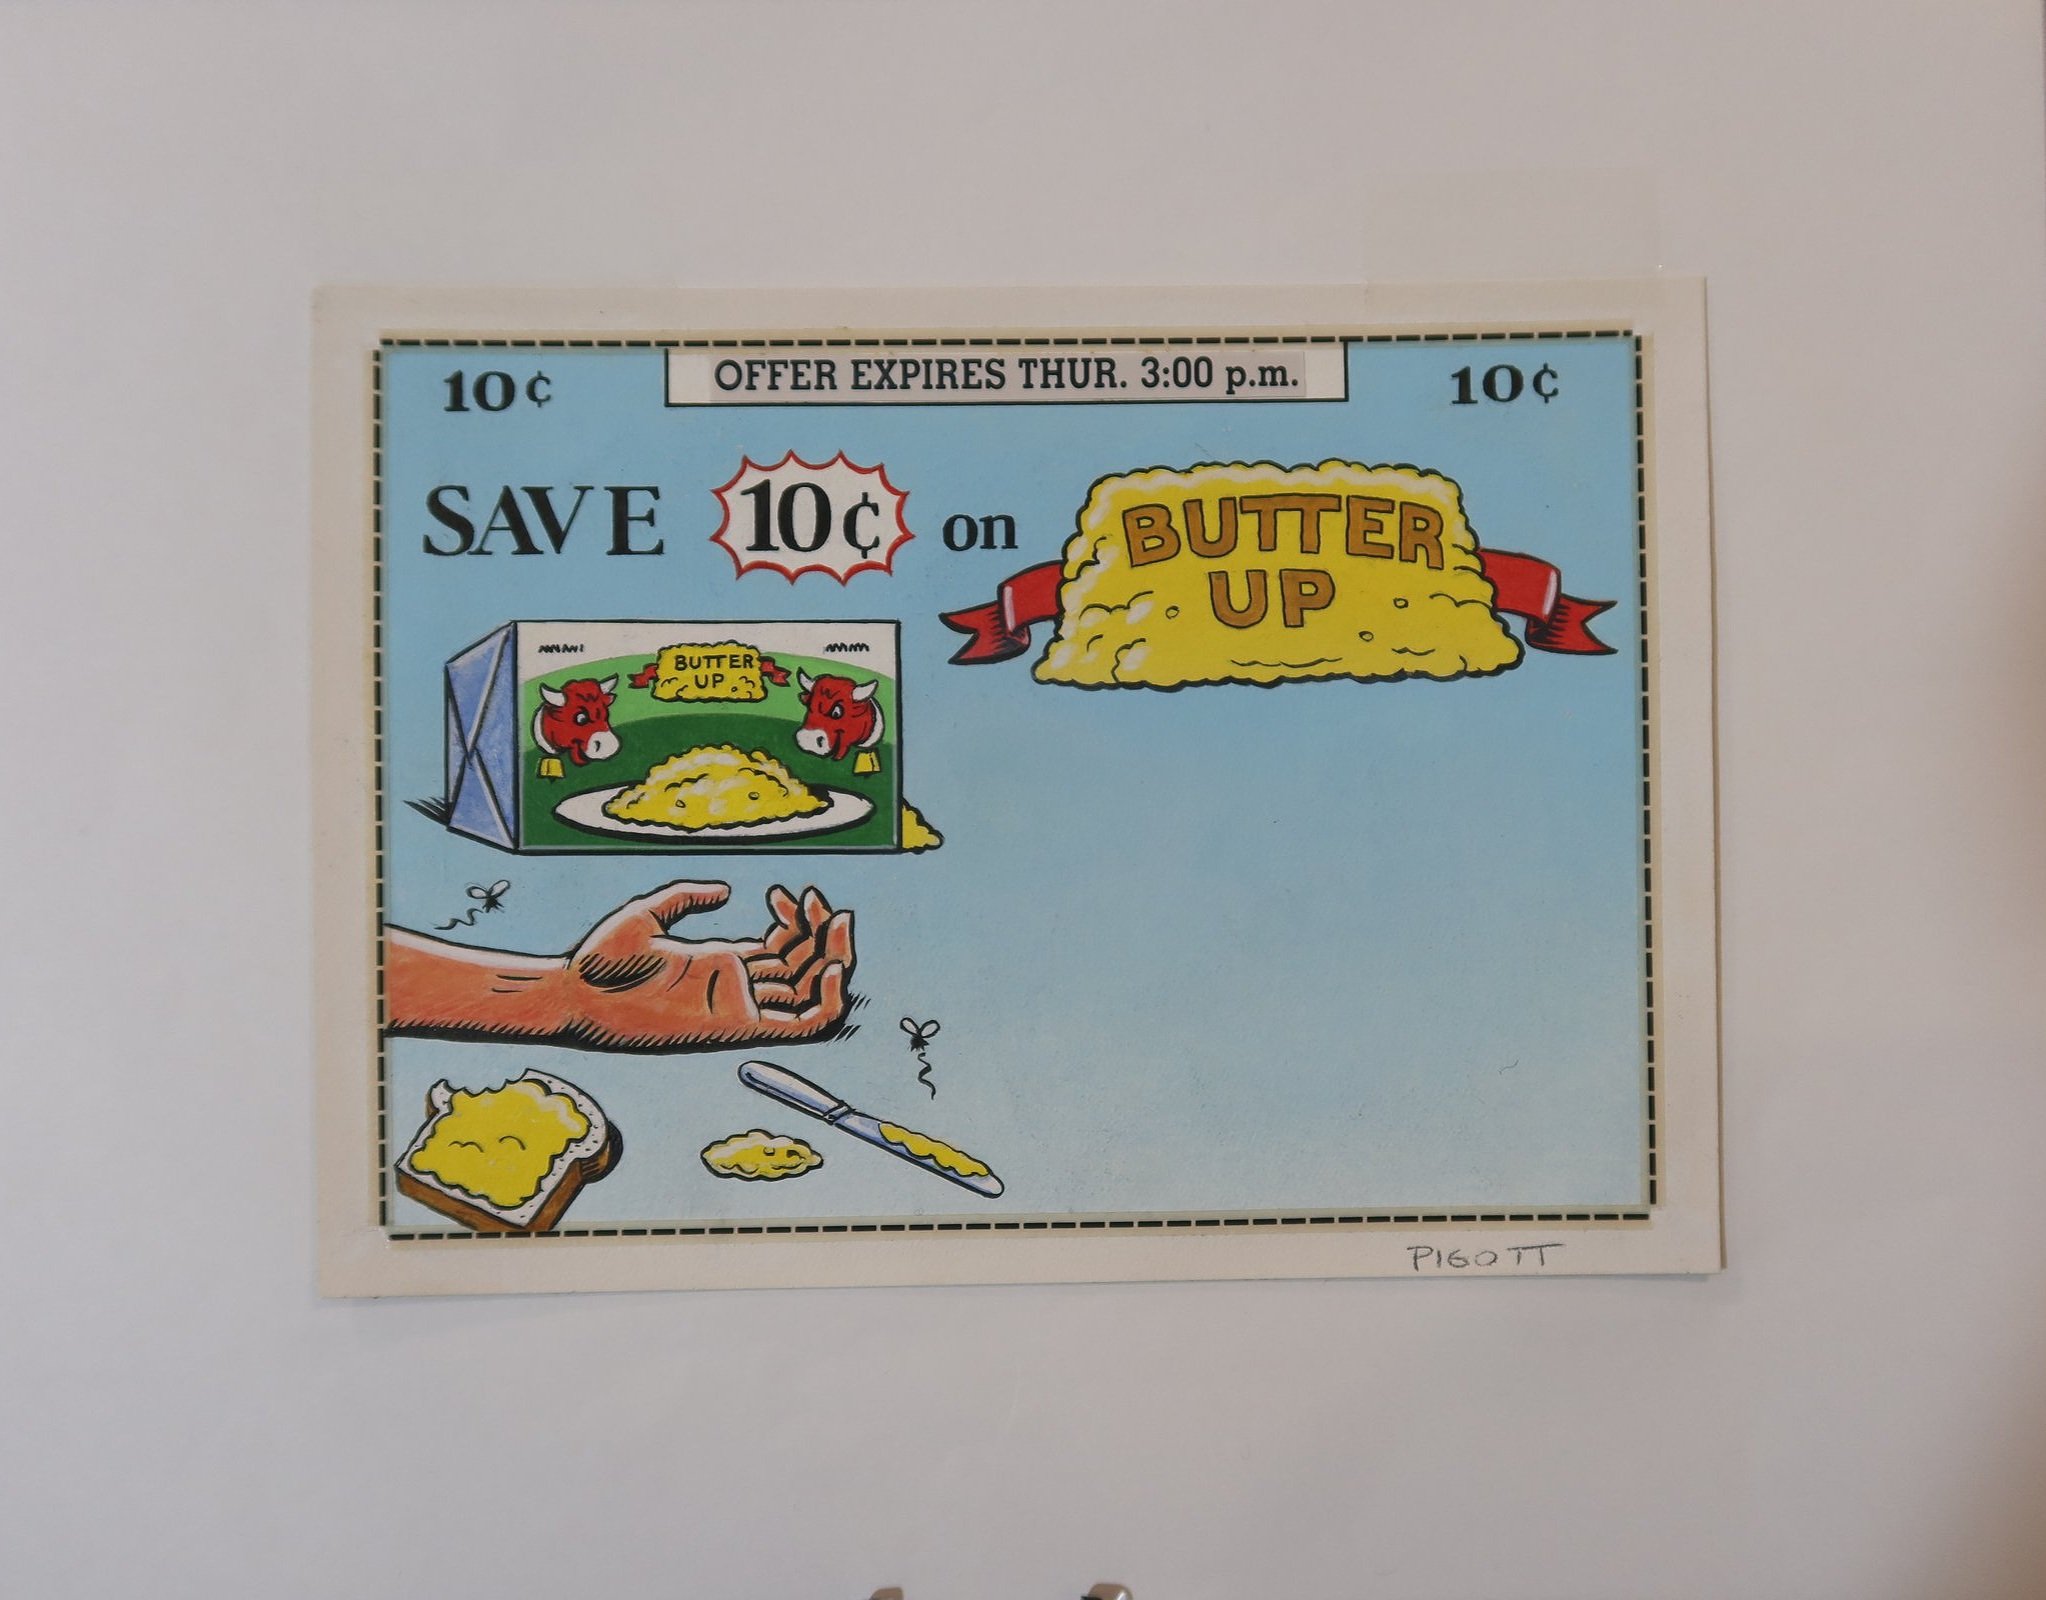 10¢
OFFER EXPIRES THUR. 3:00 p.m.
10¢
SAVE 10¢ on
BUTTER
UP
BUTTER
UP
PIGOTT